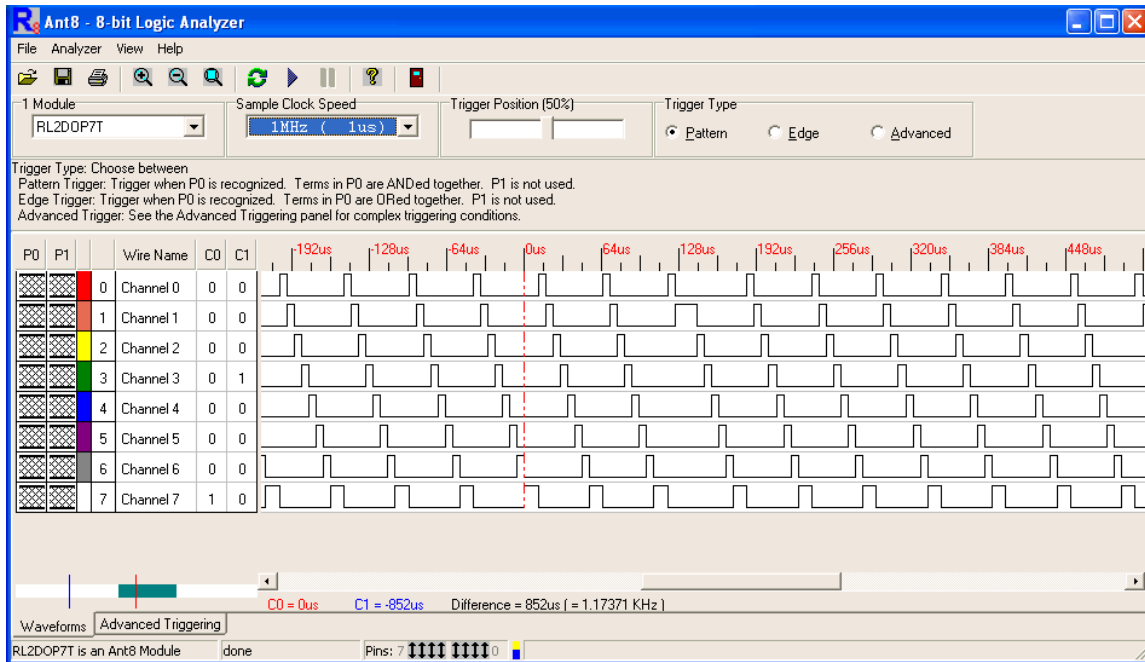 Ant8 - 8-bit Logic Analyzer
File Analyzer View Help
1 Module
RL2DOP7T
Sample Clock Speed
1MHz ( 1us)
Trigger Position (50%)
Trigger Type
Pattern Edge Advanced
Trigger Type: Choose between
Pattern Trigger: Trigger when P0 is recognized. Terms in P0 are ANDed together. P1 is not used.
Edge Trigger: Trigger when P0 is recognized. Terms in P0 are ORed together. P1 is not used.
Advanced Trigger: See the Advanced Triggering panel for complex triggering conditions.
P0 P1 Wire Name C0 C1 -192us -128us -64us 0us 64us 128us 192us 256us 320us 384us 448us
0 Channel 0 0 0
1 Channel 1 0 0
2 Channel 2 0 0
3 Channel 3 0 1
4 Channel 4 0 0
5 Channel 5 0 0
6 Channel 6 0 0
7 Channel 7 1 0
C0 = 0us C1 = -852us Difference = 852us ( = 1.17371 KHz )
Waveforms Advanced Triggering
RL2DOP7T is an Ant8 Module done Pins: 7 0